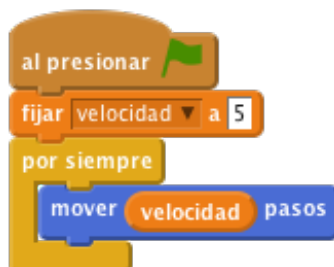 al presionar
fijar velocidad a 5
por siempre
mover velocidad pasos